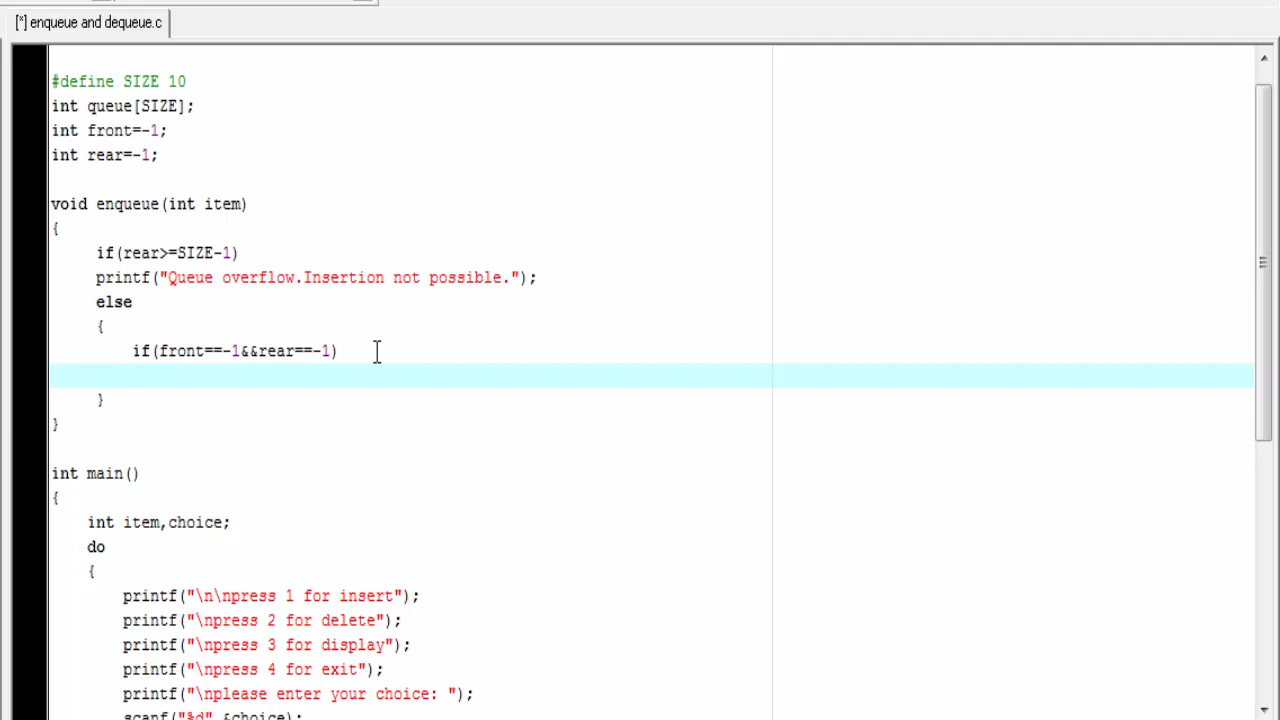 [*] enqueue and dequeue.c
#define SIZE 10
int queue[SIZE];
int front=-1;
int rear=-1;
void enqueue(int item)
{
if(rear>=SIZE-1)
printf("Queue overflow.Insertion not possible.");
else
{
if(front==-1&&rear==-1)
}
}
int main()
{
int item,choice;
do
{
printf("\n\npress 1 for insert");
printf("\npress 2 for delete");
printf("\npress 3 for display");
printf("\npress 4 for exit");
printf("\nplease enter your choice: ");
scanf("%d",&choice);